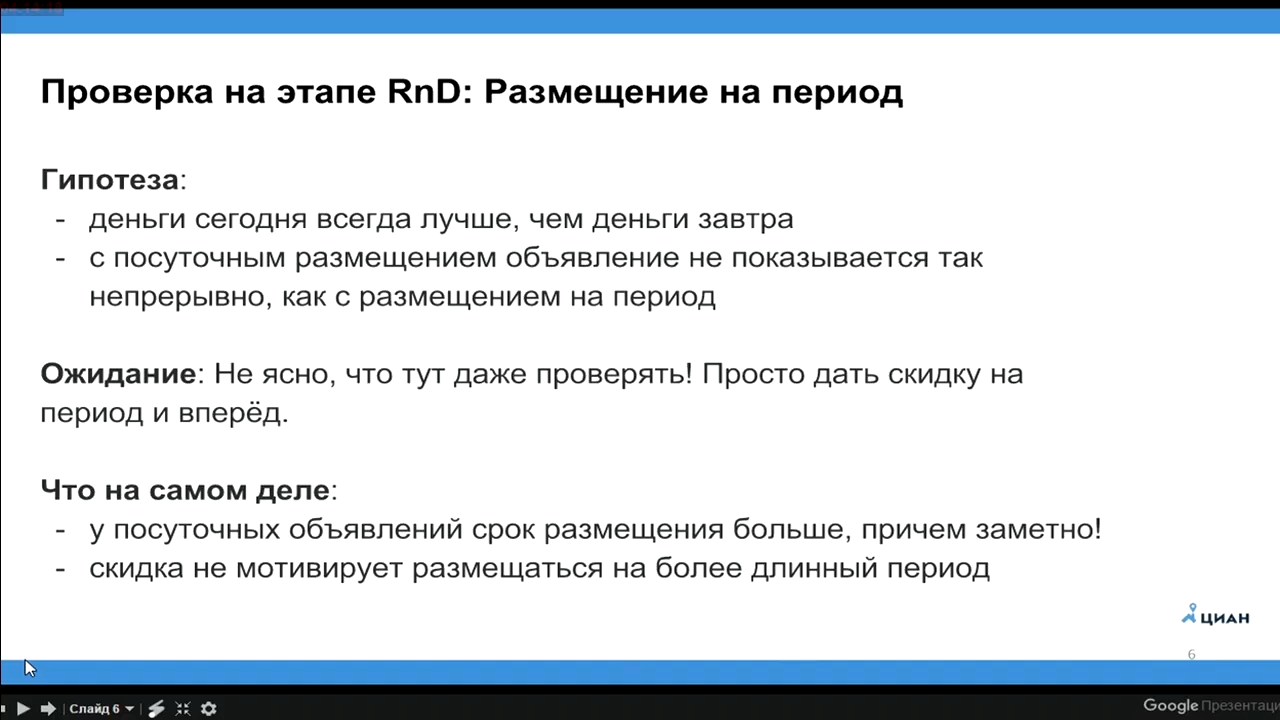 Проверка на этапе RnD: Размещение на период
Гипотеза:
- деньги сегодня всегда лучше, чем деньги завтра
- с посуточным размещением объявление не показывается так
непрерывно, как с размещением на период
Ожидание: Не ясно, что тут даже проверять! Просто дать скидку на
период и вперёд.
Что на самом деле:
- у посуточных объявлений срок размещения больше, причем заметно!
- скидка не мотивирует размещаться на более длинный период
ЦИАН
6
Слайд 6
Google Презентаци